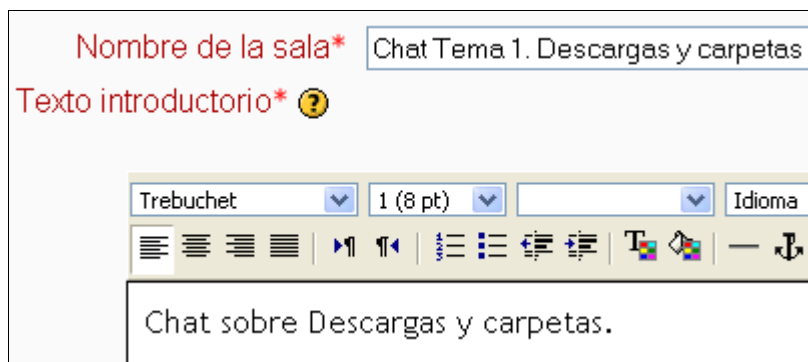 Nombre de la sala* Chat Tema 1. Descargas y carpetas
Texto introductorio* ?
Trebuchet 1 (8 pt) Idioma
Chat sobre Descargas y carpetas.